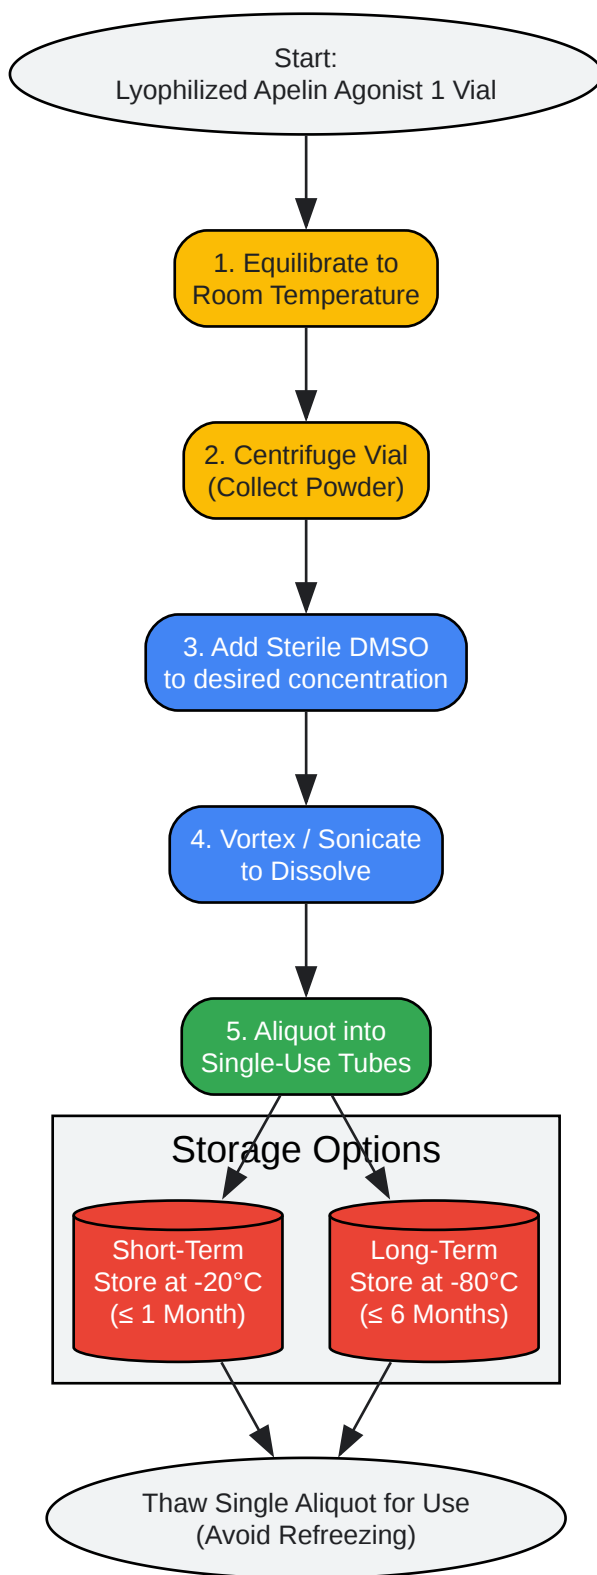 Start:
Lyophilized Apelin Agonist 1 Vial
1. Equilibrate to
Room Temperature
2. Centrifuge Vial
(Collect Powder)
3. Add Sterile DMSO
to desired concentration
4. Vortex / Sonicate
to Dissolve
5. Aliquot into
Single-Use Tubes
Storage Options
Short-Term
Store at -20°C
(≤ 1 Month)
Long-Term
Store at -80°C
(≤ 6 Months)
Thaw Single Aliquot for Use
(Avoid Refreezing)